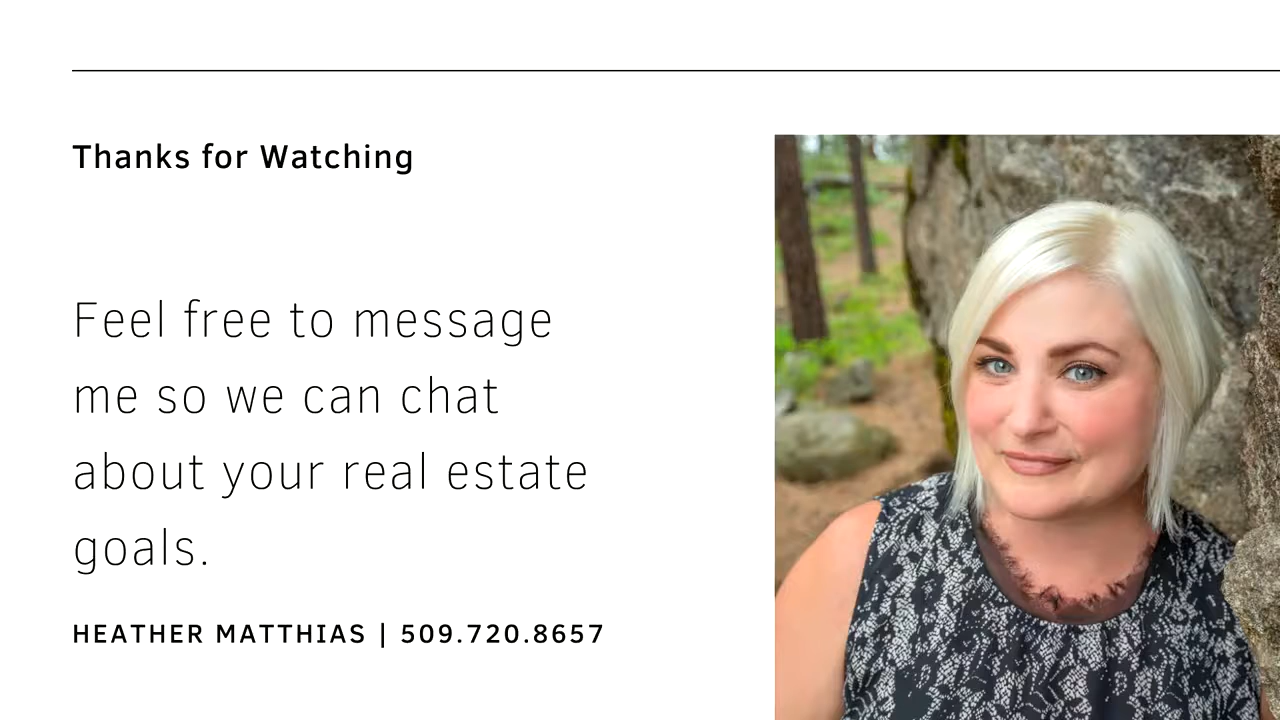 Thanks for Watching
Feel free to message
me so we can chat
about your real estate
goals.
HEATHER MATTHIAS | 509.720.8657